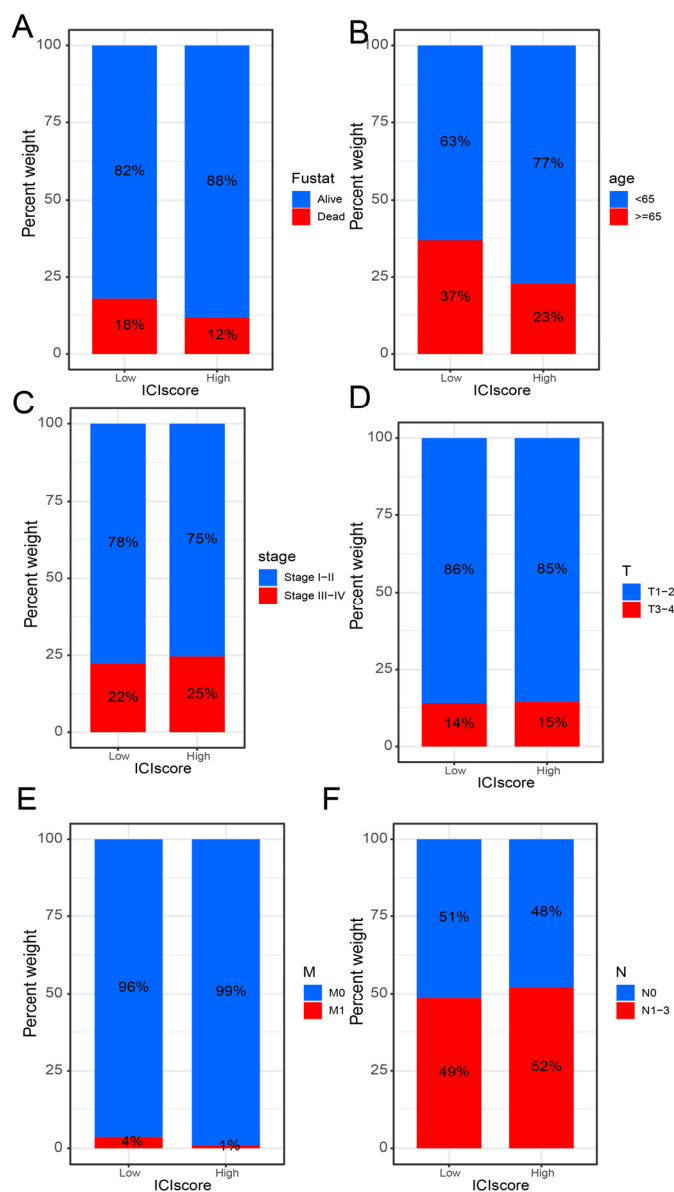 A
Percent weight
100
75
50
25
0
82%
88%
18%
12%
Low
High
ICIscore
Fustat
Alive
Dead
B
Percent weight
100
75
50
25
0
63%
77%
37%
23%
Low
High
ICIscore
age
<65
>=65
C
Percent weight
100
75
50
25
0
78%
75%
22%
25%
Low
High
ICIscore
stage
Stage I−II
Stage III−IV
D
Percent weight
100
75
50
25
0
86%
85%
14%
15%
Low
High
ICIscore
T
T1−2
T3−4
E
Percent weight
100
75
50
25
0
96%
99%
4%
1%
Low
High
ICIscore
M
M0
M1
F
Percent weight
100
75
50
25
0
51%
48%
49%
52%
Low
High
ICIscore
N
N0
N1−3